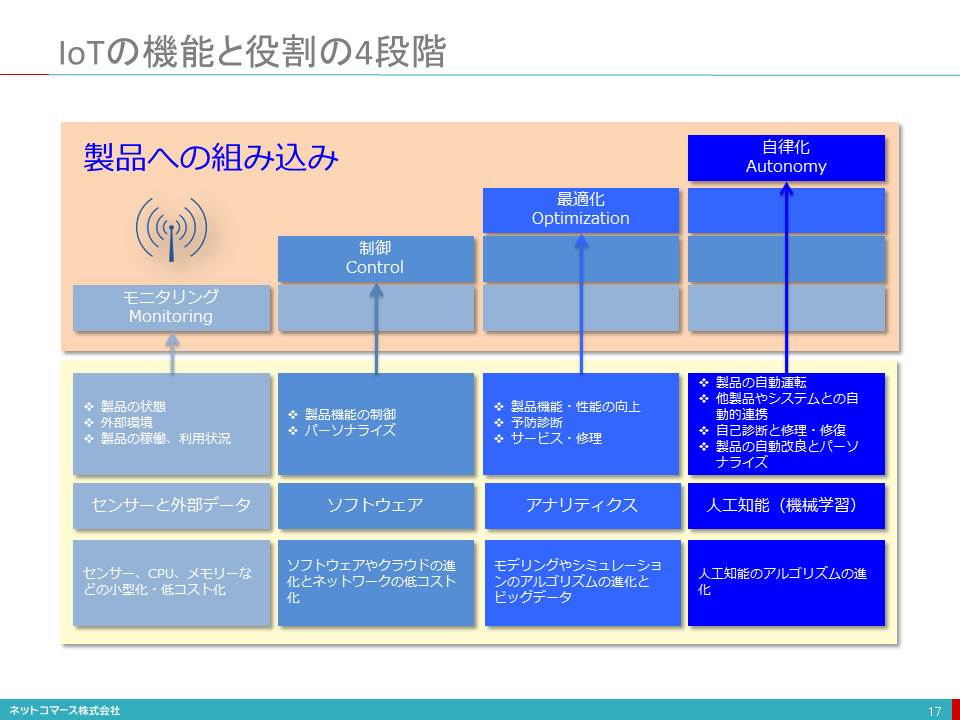 IoTの機能と役割の4段階
製品への組み込み
自律化
Autonomy
最適化
Optimization
制御
Control
モニタリング
Monitoring
❖ 製品の状態
❖ 外部環境
❖ 製品の稼働、利用状況
❖ 製品機能の制御
❖ パーソナライズ
❖ 製品機能・性能の向上
❖ 予防診断
❖ サービス・修理
❖ 製品の自動運転
❖ 他製品やシステムとの自
動的連携
❖ 自己診断と修理・修復
❖ 製品の自動改良とパーソ
ナライズ
センサーと外部データ
ソフトウェア
アナリティクス
人工知能（機械学習）
センサー、CPU、メモリーな
どの小型化・低コスト化
ソフトウェアやクラウドの進
化とネットワークの低コスト
化
モデリングやシミュレーショ
ンのアルゴリズムの進化と
ビッグデータ
人工知能のアルゴリズムの進
化
ネットコマース株式会社
17